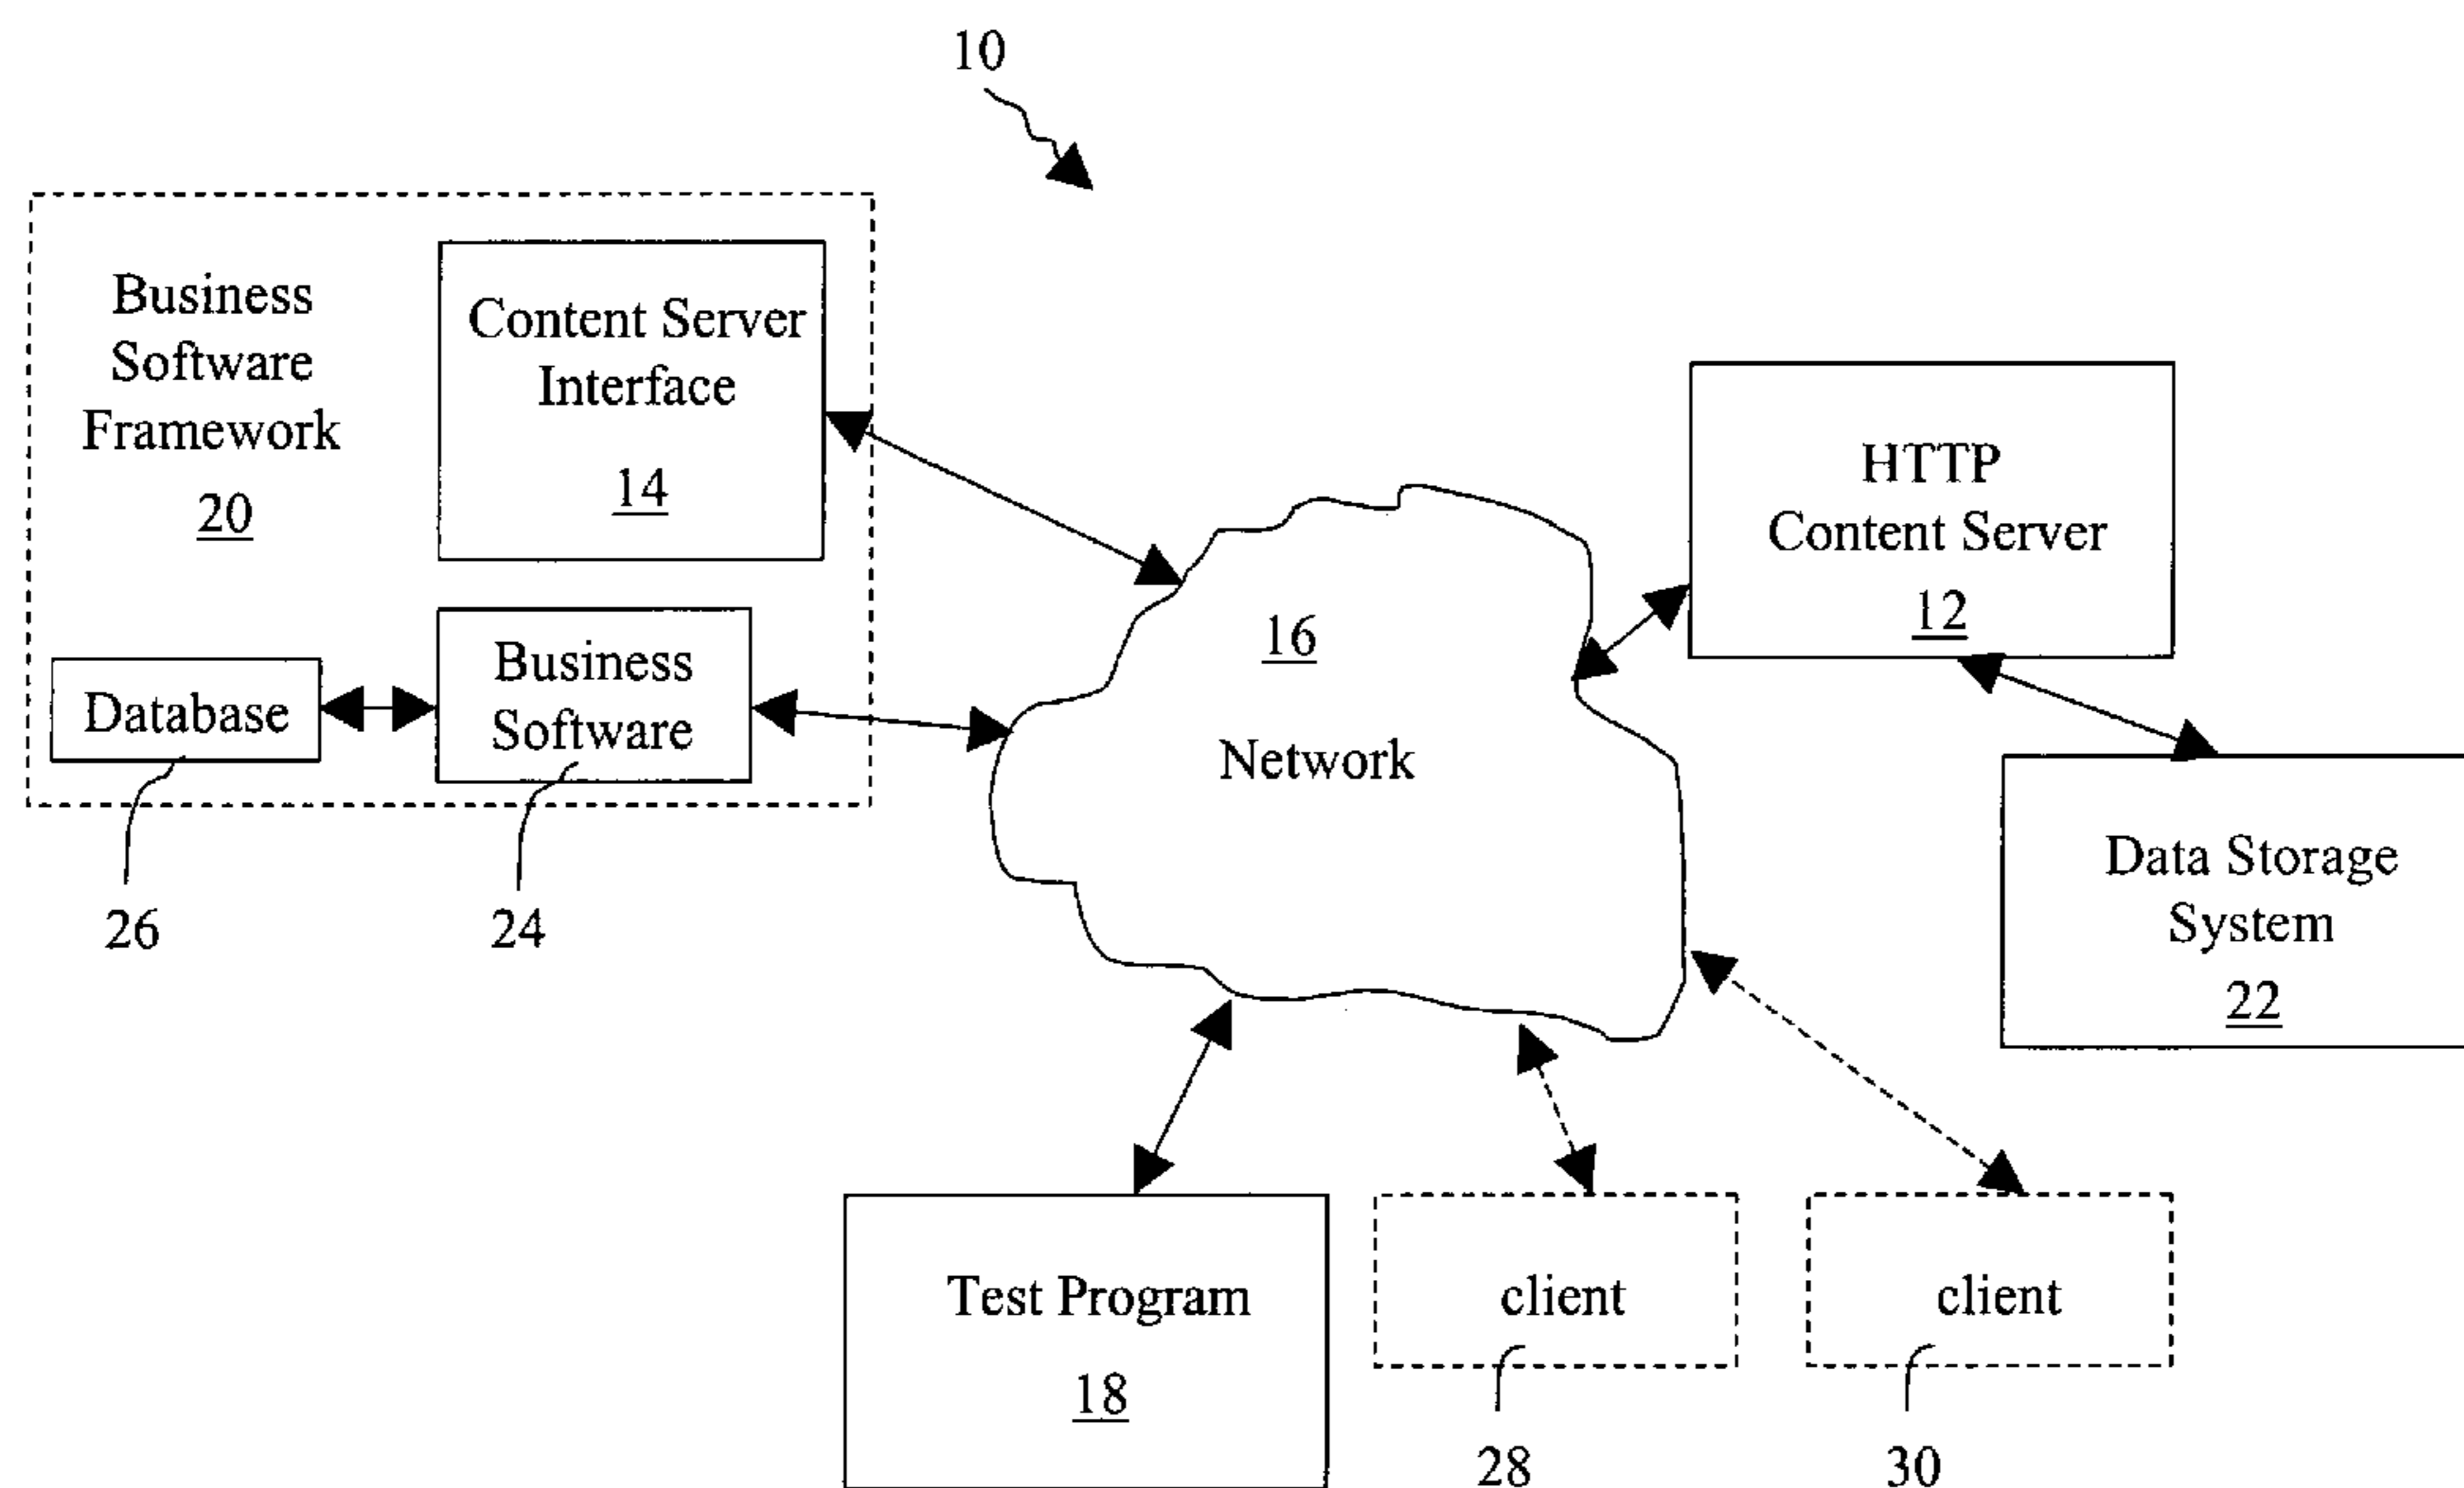 10
Business
Software
Framework
20
Content Server
Interface
14
HTTP
Content Server
12
16
Network
Database
Business
Software
26
24
Data Storage
System
22
Test Program
18
client
28
client
30